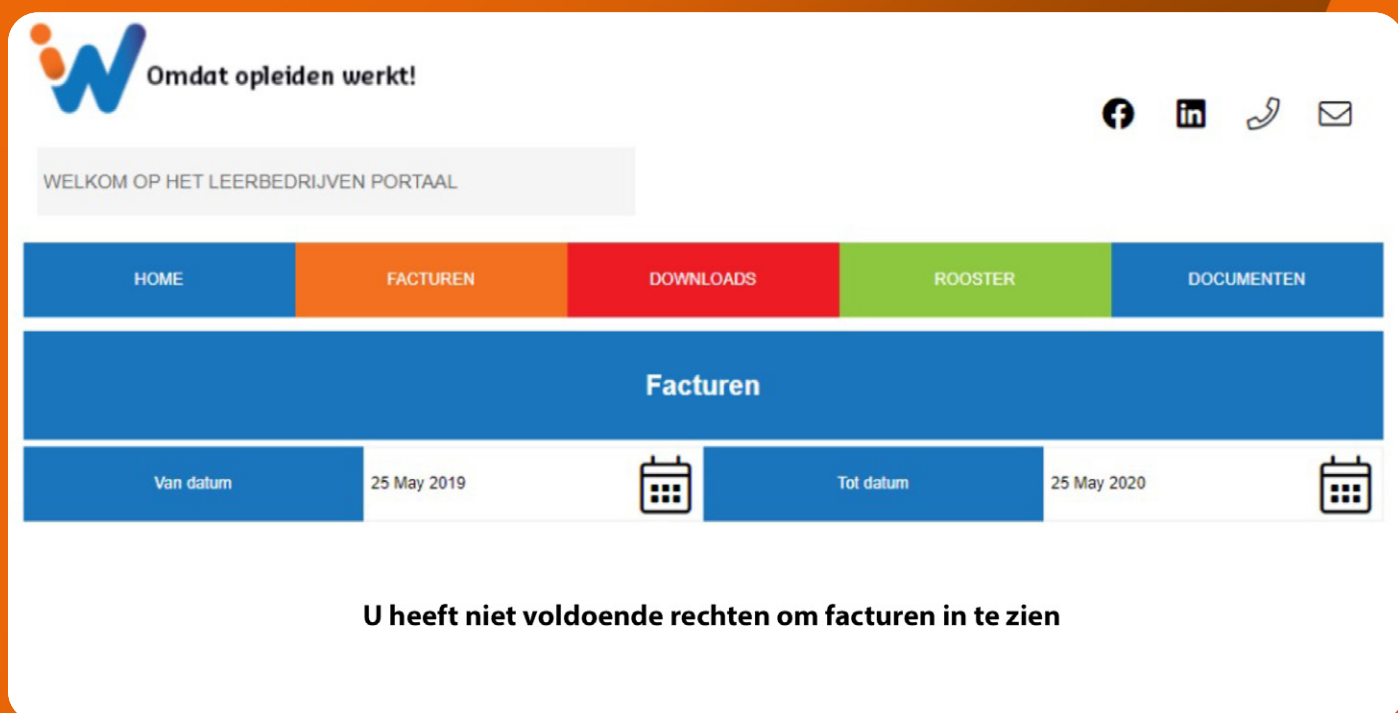 iW
Omdat opleiden werkt!
WELKOM OP HET LEERBEDRIJVEN PORTAAL
HOME FACTUREN DOWNLOADS ROOSTER DOCUMENTEN
Facturen
Van datum 25 May 2019 Tot datum 25 May 2020
U heeft niet voldoende rechten om facturen in te zien